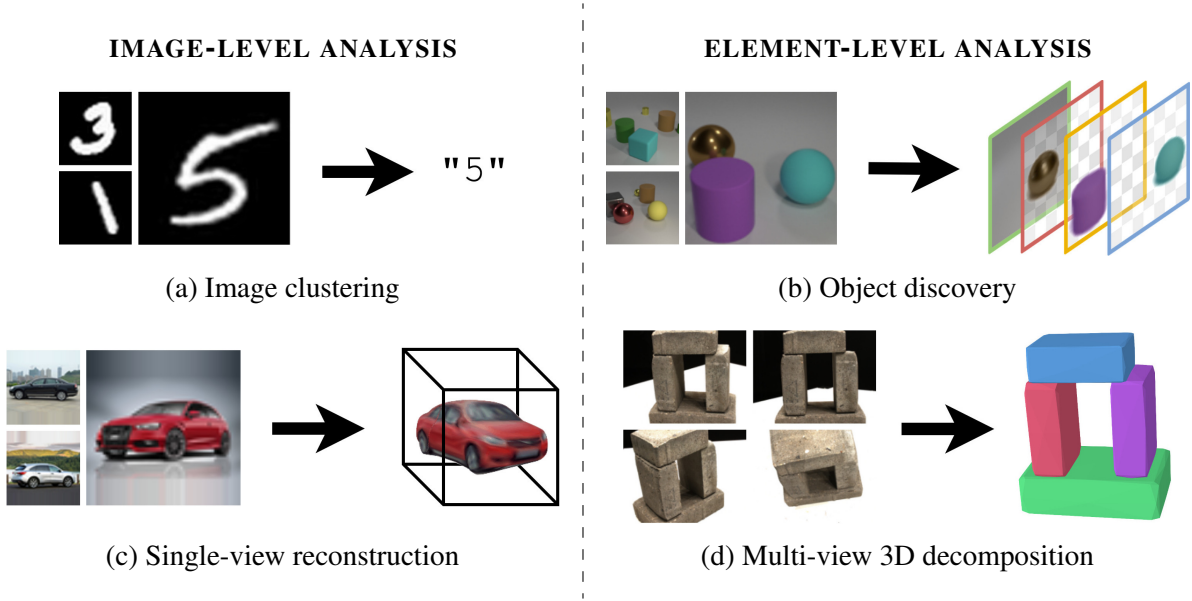 IMAGE-LEVEL ANALYSIS
ELEMENT-LEVEL ANALYSIS
3
1
5
"5"
(a) Image clustering
(b) Object discovery
(c) Single-view reconstruction
(d) Multi-view 3D decomposition